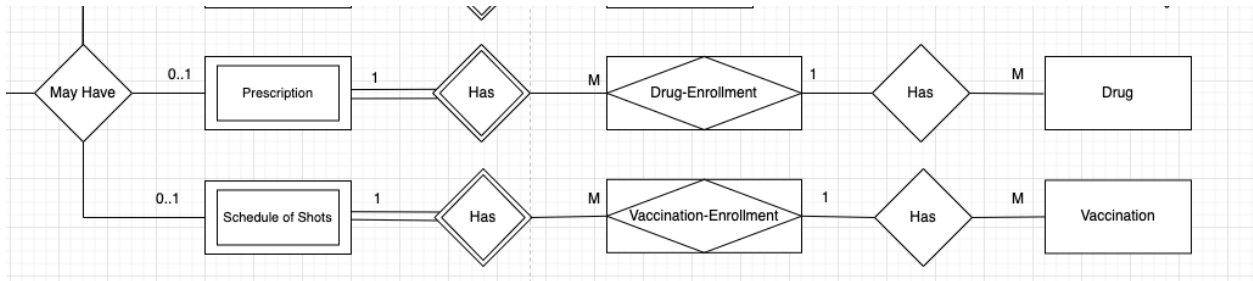 May Have
0..1
Prescription
1
Has
M
Drug-Enrollment
1
Has
M
Drug
0..1
Schedule of Shots
1
Has
M
Vaccination-Enrollment
1
Has
M
Vaccination